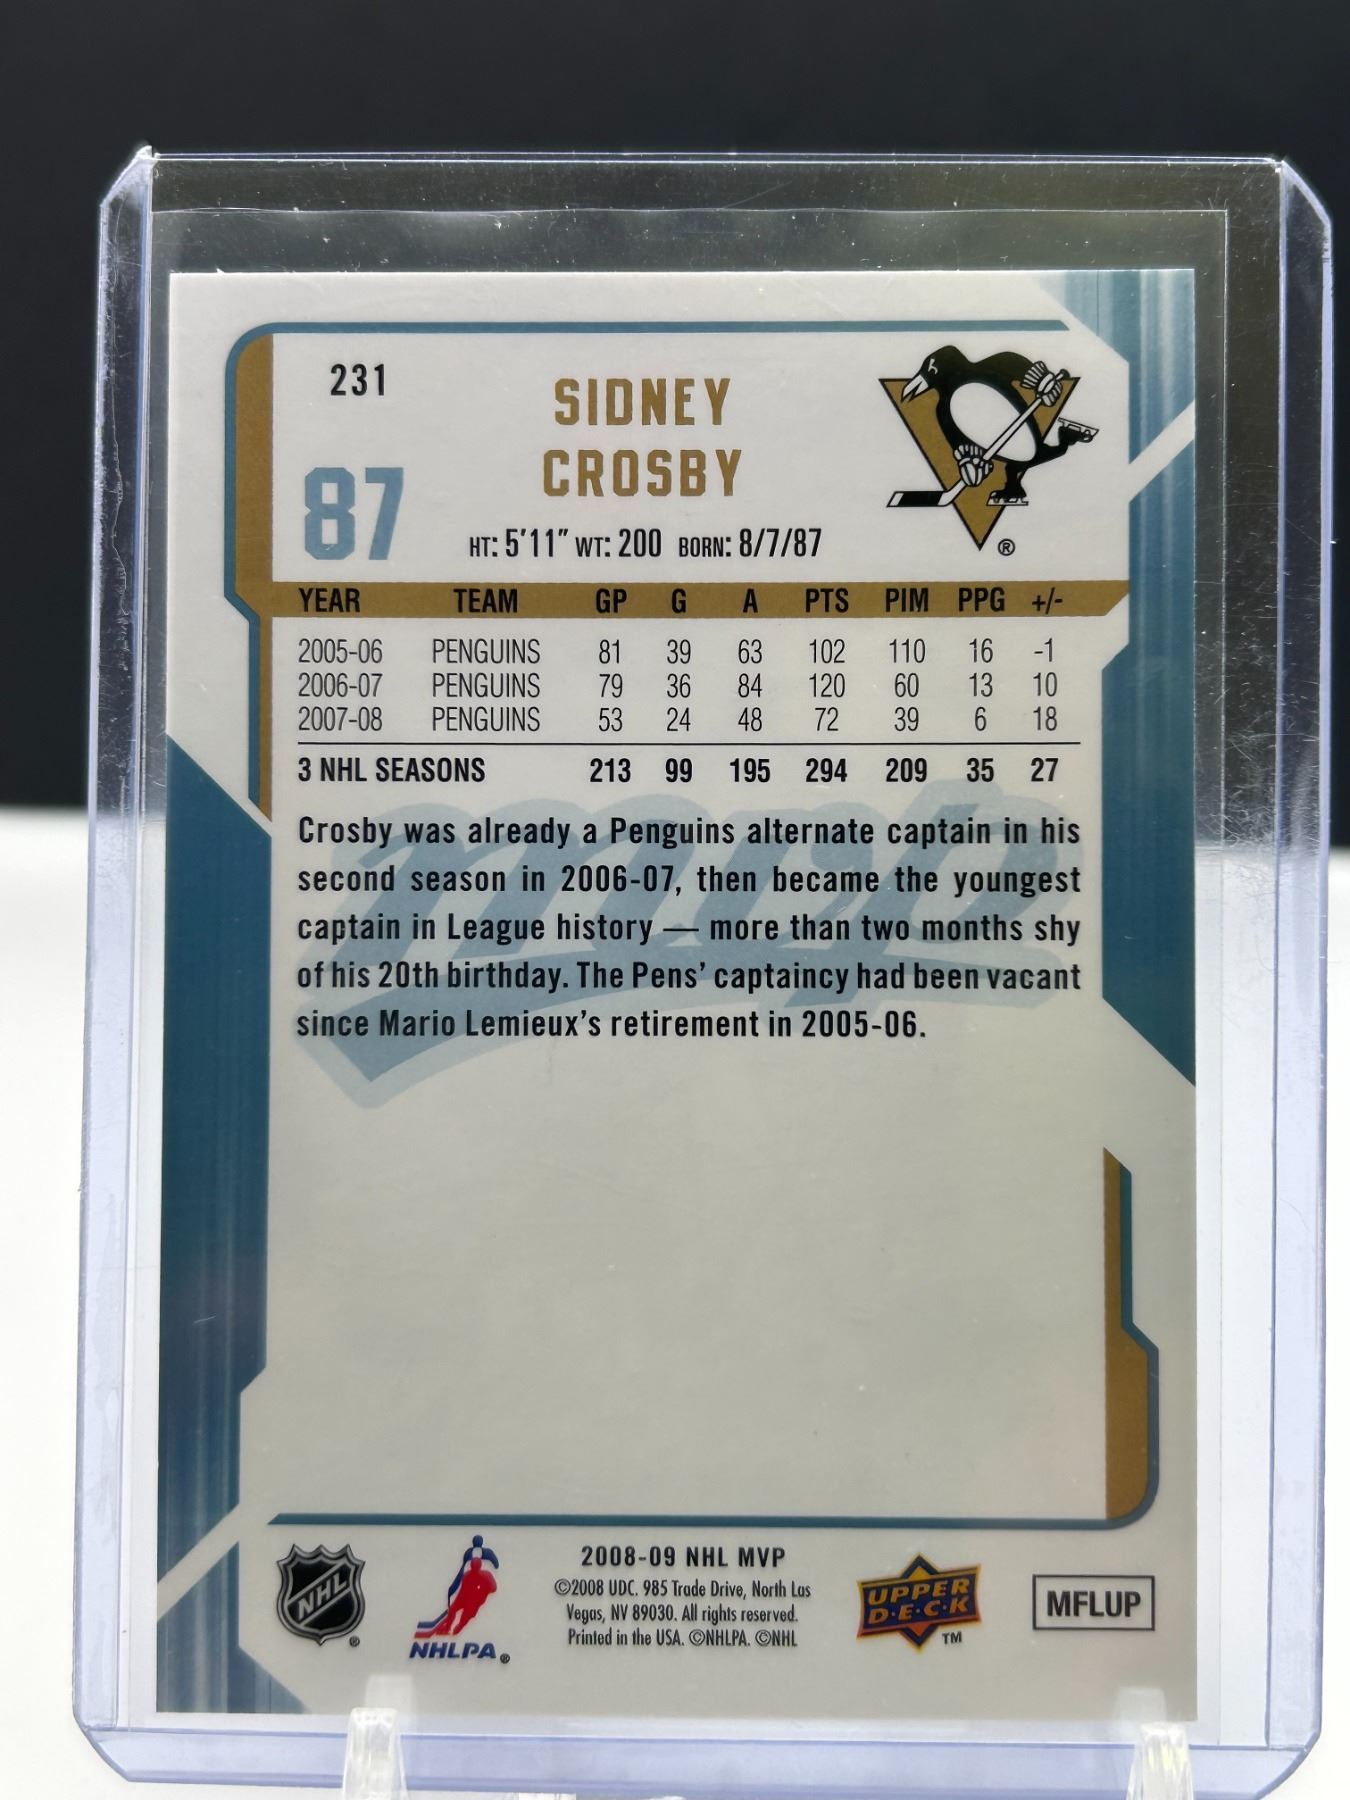 231
SIDNEY
CROSBY
87
HT: 5'11" WT: 200 BORN: 8/7/87
®
YEAR TEAM GP G A PTS PIM PPG +/-
2005-06 PENGUINS 81 39 63 102 110 16 -1
2006-07 PENGUINS 79 36 84 120 60 13 10
2007-08 PENGUINS 53 24 48 72 39 6 18
3 NHL SEASONS 213 99 195 294 209 35 27
mvp
Crosby was already a Penguins alternate captain in his
second season in 2006-07, then became the youngest
captain in League history — more than two months shy
of his 20th birthday. The Pens' captaincy had been vacant
since Mario Lemieux's retirement in 2005-06.
NHL ®
NHLPA ®
2008-09 NHL MVP
©2008 UDC. 985 Trade Drive, North Las
Vegas, NV 89030. All rights reserved.
Printed in the USA. ©NHLPA. ©NHL
UPPER
D·E·C·K
TM
MFLUP